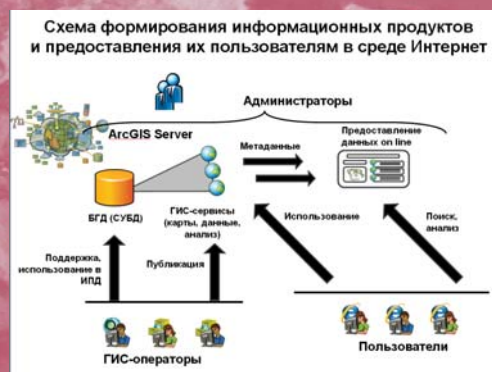 Схема формирования информационных продуктов
и предоставления их пользователям в среде Интернет
Администраторы
ArcGIS Server
Метаданные
Предоставление
данных on line
БГД (СУБД)
ГИС-сервисы
(карты, данные,
анализ)
Использование
Поиск,
анализ
Поддержка,
использование в
ИПД
Публикация
ГИС-операторы
Пользователи